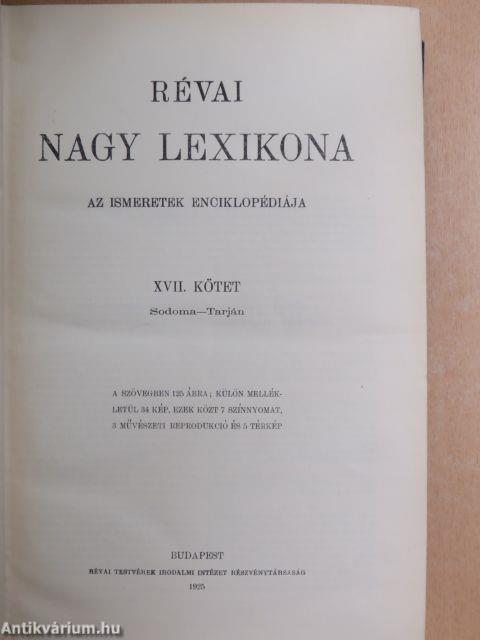 RÉVAI
NAGY LEXIKONA
AZ ISMERETEK ENCIKLOPÉDIÁJA
XVII. KÖTET
Sodoma—Tarján
A SZÖVEGBEN 125 ÁBRA; KÜLÖN MELLÉK-
LETÜL 34 KÉP, EZEK KÖZT 7 SZÍNNYOMAT,
3 MŰVÉSZETI REPRODUKCIÓ ÉS 5 TÉRKÉP
BUDAPEST
RÉVAI TESTVÉREK IRODALMI INTÉZET RÉSZVÉNYTÁRSASÁG
1925
Antikvárium.hu